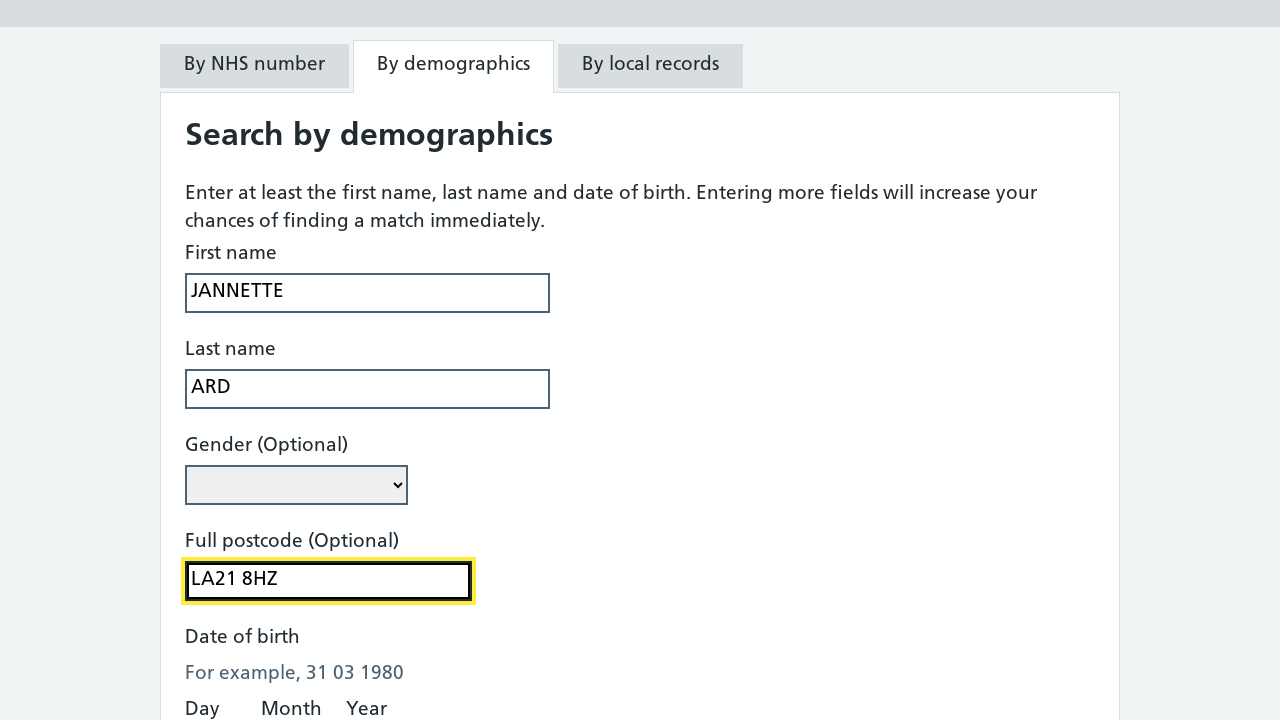 By NHS number
By demographics
By local records
Search by demographics
Enter at least the first name, last name and date of birth. Entering more fields will increase your
chances of finding a match immediately.
First name
JANNETTE
Last name
ARD
Gender (Optional)
Full postcode (Optional)
LA21 8HZ
Date of birth
For example, 31 03 1980
Day Month Year